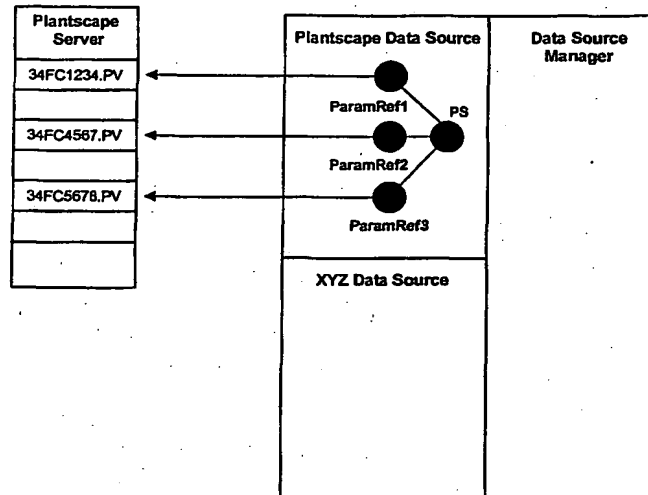 Plantscape
Server
34FC1234.PV
34FC4567.PV
34FC5678.PV
Plantscape Data Source
ParamRef1
PS
ParamRef2
ParamRef3
XYZ Data Source
Data Source
Manager